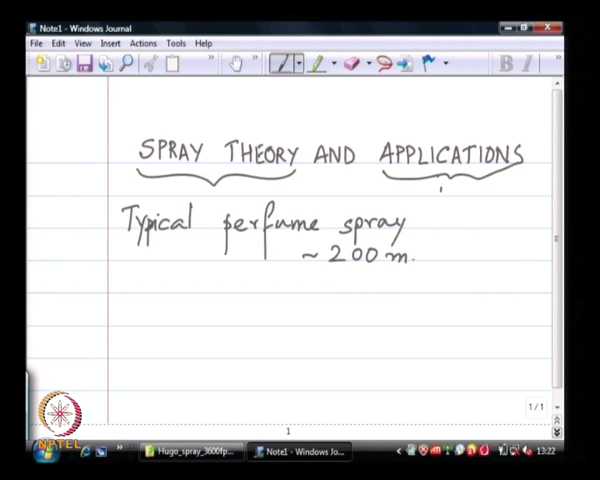 Note1 - Windows Journal
File Edit View Insert Actions Tools Help
B I
SPRAY THEORY AND APPLICATIONS
Typical perfume spray
~ 200 m.
1/1
1
NPTEL
Hugo_spray_3600fp...
Note1 - Windows Jo...
13:22